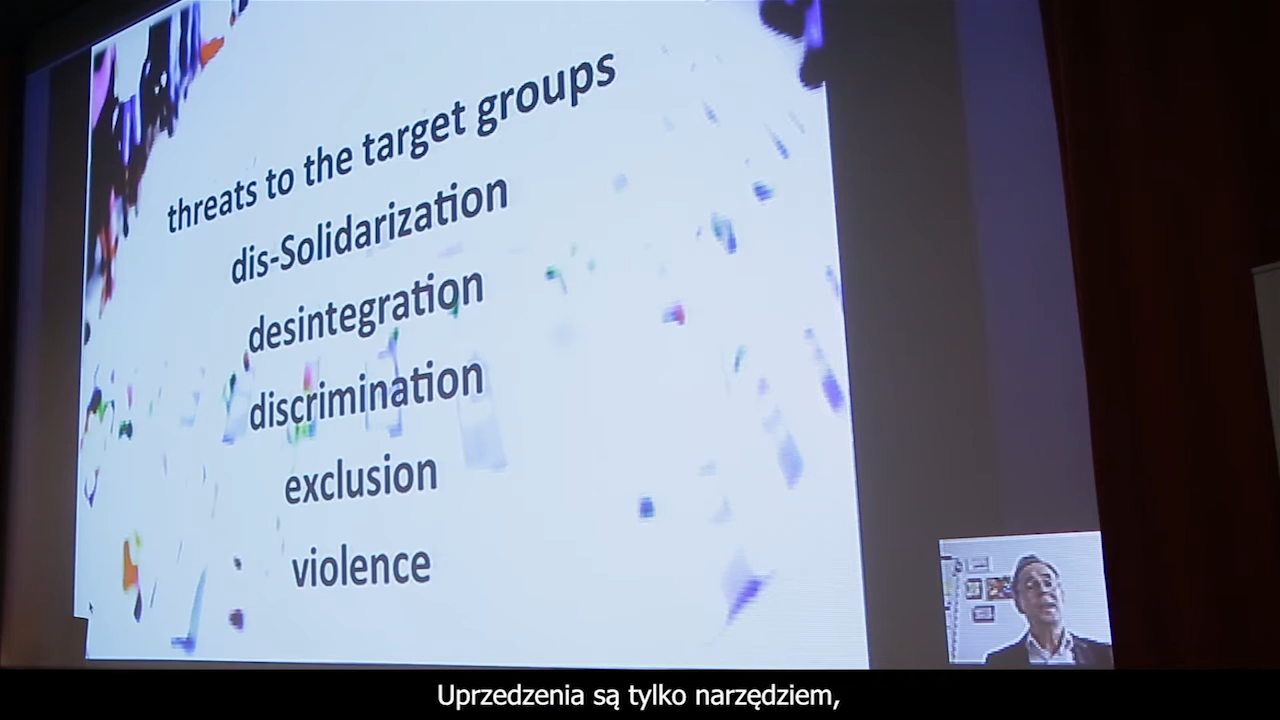 threats to the target groups
dis-Solidarization
desintegration
discrimination
exclusion
violence
Uprzedzenia są tylko narzędziem,